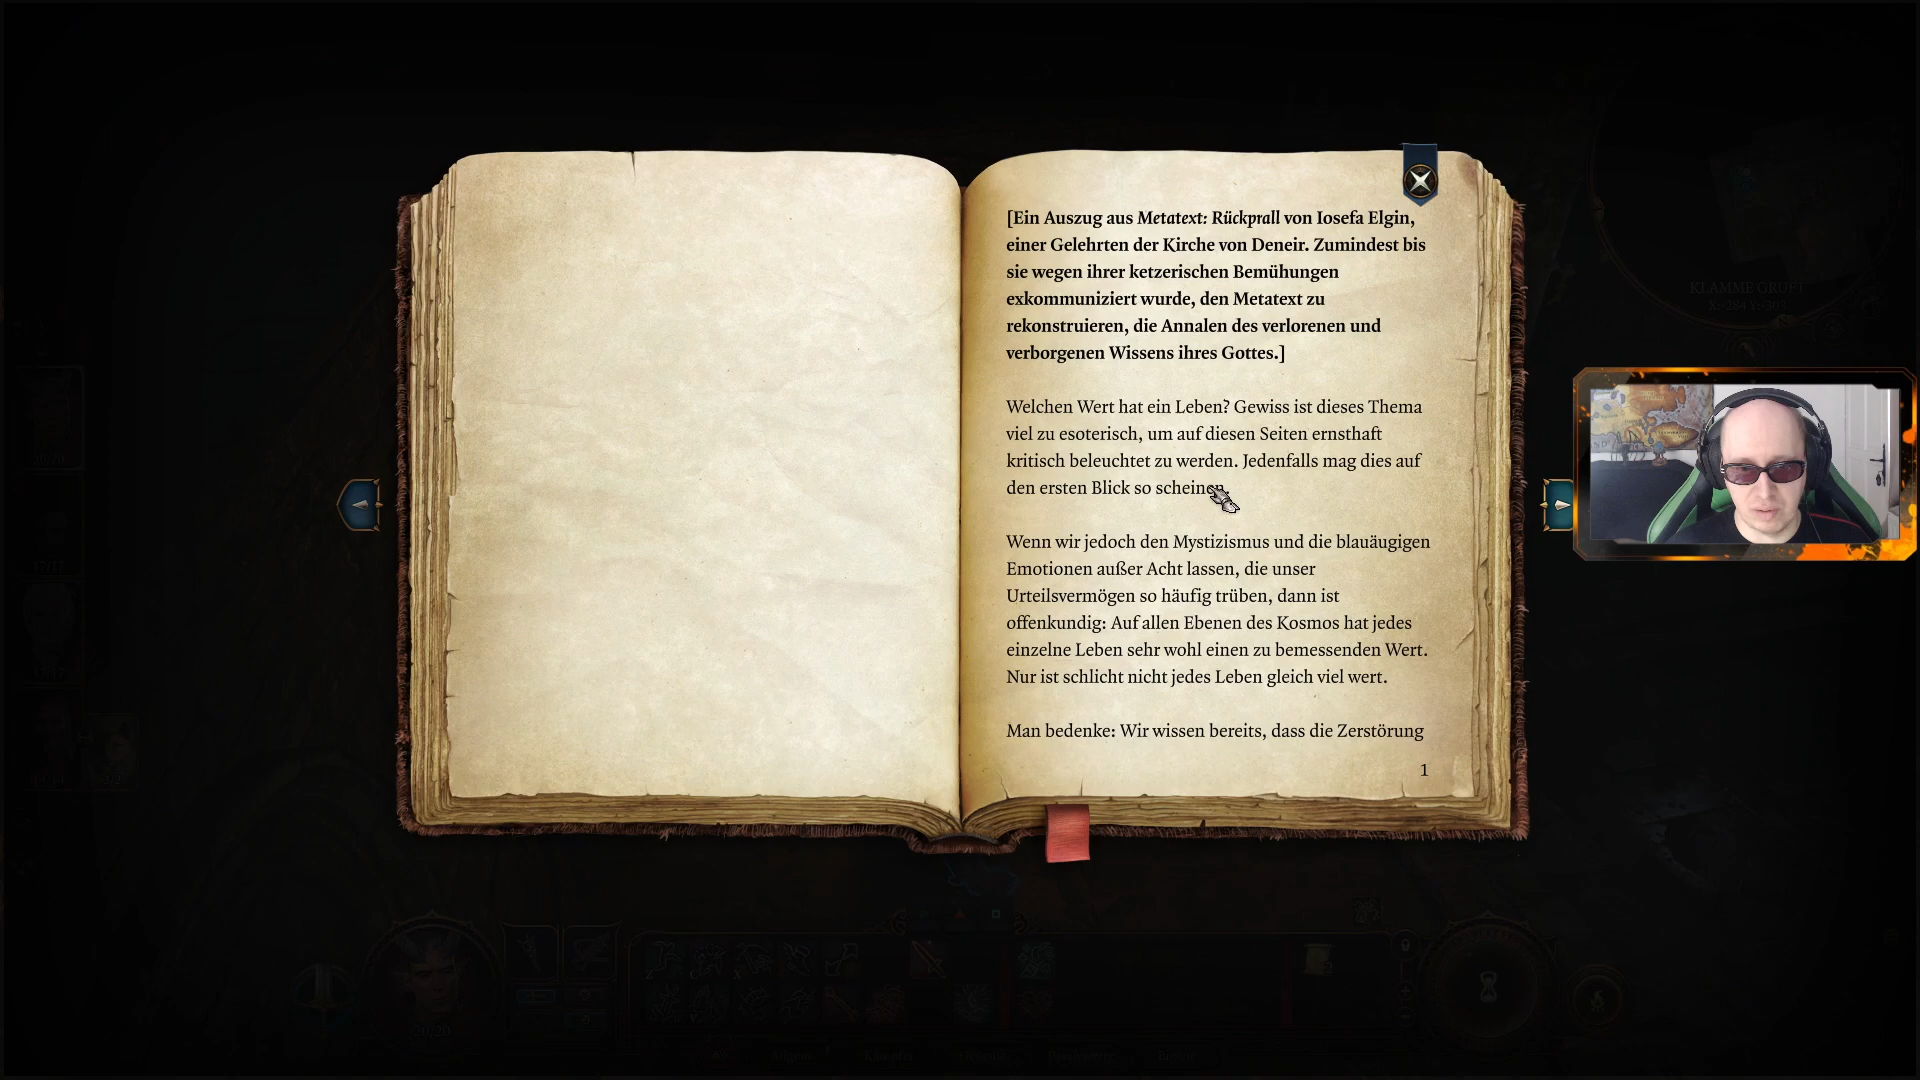 [Ein Auszug aus Metatext: Rückprall von Iosefa Elgin,
einer Gelehrten der Kirche von Deneir. Zumindest bis
sie wegen ihrer ketzerischen Bemühungen
exkommuniziert wurde, den Metatext zu
rekonstruieren, die Annalen des verlorenen und
verborgenen Wissens ihres Gottes.]
Welchen Wert hat ein Leben? Gewiss ist dieses Thema
viel zu esoterisch, um auf diesen Seiten ernsthaft
kritisch beleuchtet zu werden. Jedenfalls mag dies auf
den ersten Blick so scheinen.
Wenn wir jedoch den Mystizismus und die blauäugigen
Emotionen außer Acht lassen, die unser
Urteilsvermögen so häufig trüben, dann ist
offenkundig: Auf allen Ebenen des Kosmos hat jedes
einzelne Leben sehr wohl einen zu bemessenden Wert.
Nur ist schlicht nicht jedes Leben gleich viel wert.
Man bedenke: Wir wissen bereits, dass die Zerstörung
1
KLAMME GRUFT
20/20